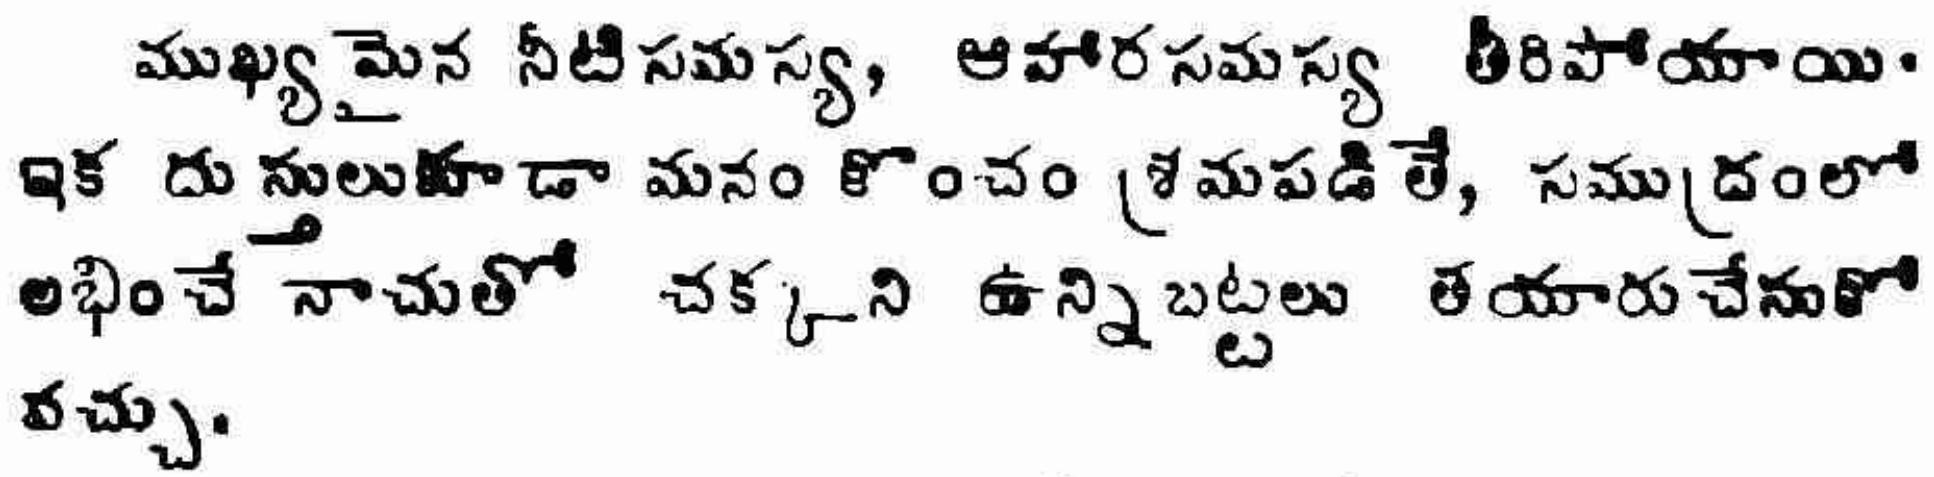 ముఖ్యమైన నీటిసమస్య, ఆహారసమస్య తీరిపోయాయి.
ఇక దుస్తులుకూడా మనం కొంచం శ్రమపడితే, సముద్రంలో
లభించే నాచుతో చక్కని ఉన్నిబట్టలు తయారుచేసుకో
వచ్చు.